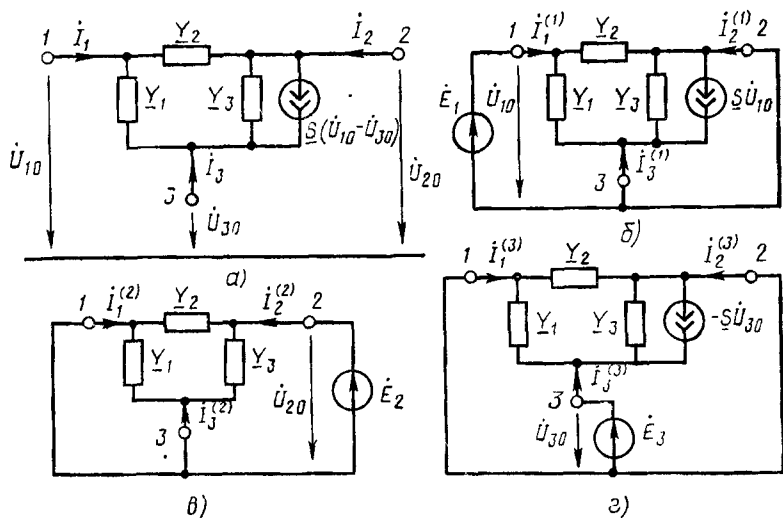 1 İ₁ Y₂ İ₂ 2
Y₁ Y₃ S(U̇₁₀-U̇₃₀)
U̇₁₀ İ₃ U̇₂₀
3 U̇₃₀
а)
1 İ₁⁽¹⁾ Y₂ İ₂⁽¹⁾ 2
Ė₁ U̇₁₀ Y₁ Y₃ SU̇₁₀
İ₃⁽¹⁾
3
б)
1 İ₁⁽²⁾ Y₂ İ₂⁽²⁾ 2
Y₁ Y₃
İ₃⁽²⁾ U̇₂₀ Ė₂
3
в)
1 İ₁⁽³⁾ Y₂ İ₂⁽³⁾ 2
Y₁ Y₃ -SU̇₃₀
İ₃⁽³⁾
3
U̇₃₀ Ė₃
г)